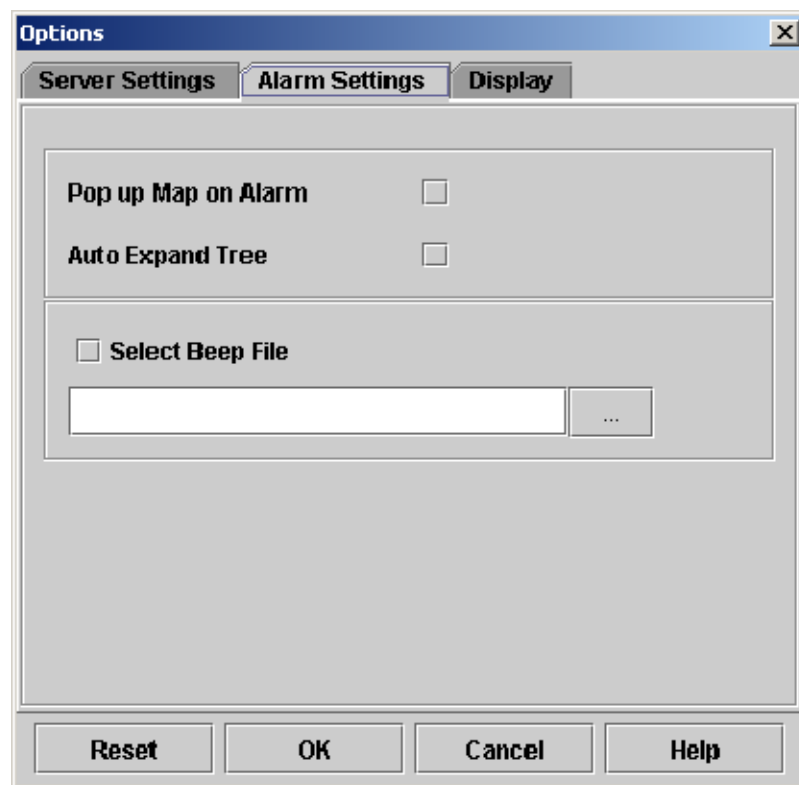 Options
Server Settings Alarm Settings Display
Pop up Map on Alarm
Auto Expand Tree
Select Beep File
...
Reset OK Cancel Help